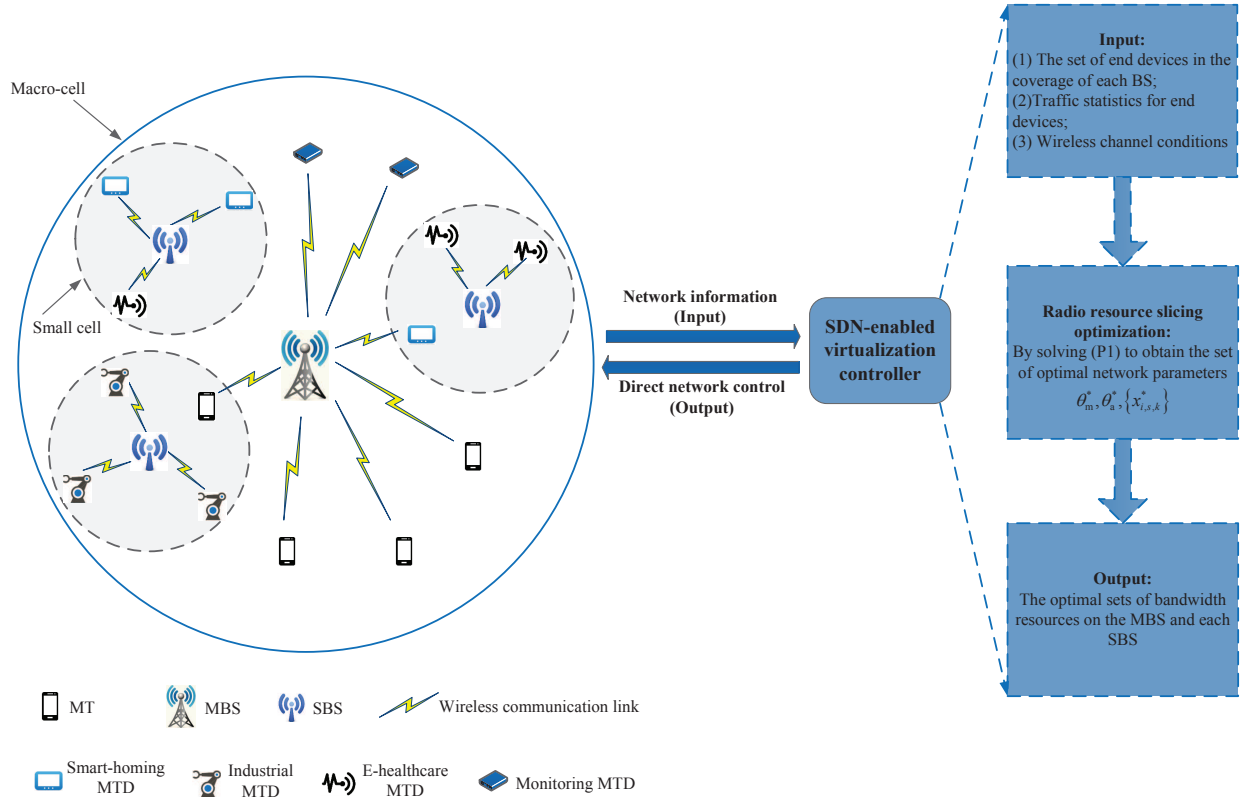 Macro-cell
Small cell
Network information
(Input)
Direct network control
(Output)
SDN-enabled
virtualization
controller
Input:
(1) The set of end devices in the
coverage of each BS;
(2)Traffic statistics for end
devices;
(3) Wireless channel conditions
Radio resource slicing
optimization:
By solving (P1) to obtain the set
of optimal network parameters
θ*m, θ*a, {x*i,s,k}
Output:
The optimal sets of bandwidth
resources on the MBS and each
SBS
MT
MBS
SBS
Wireless communication link
Smart-homing
MTD
Industrial
MTD
E-healthcare
MTD
Monitoring MTD